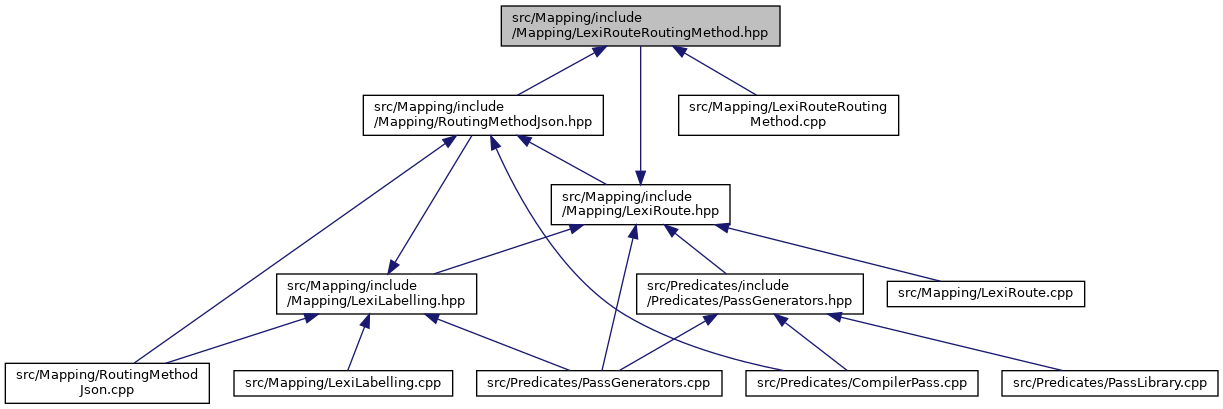 src/Mapping/include
/Mapping/LexiRouteRoutingMethod.hpp
src/Mapping/include
/Mapping/RoutingMethodJson.hpp
src/Mapping/LexiRouteRouting
Method.cpp
src/Mapping/include
/Mapping/LexiRoute.hpp
src/Mapping/include
/Mapping/LexiLabelling.hpp
src/Predicates/include
/Predicates/PassGenerators.hpp
src/Mapping/LexiRoute.cpp
src/Mapping/RoutingMethod
Json.cpp
src/Mapping/LexiLabelling.cpp
src/Predicates/PassGenerators.cpp
src/Predicates/CompilerPass.cpp
src/Predicates/PassLibrary.cpp